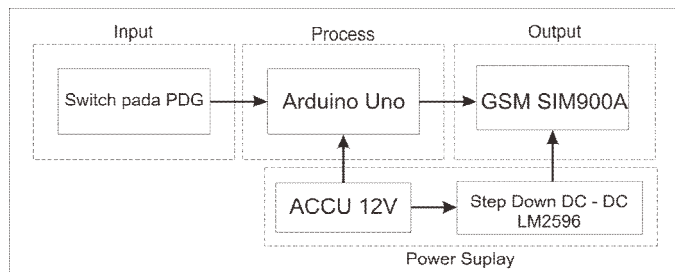 Input
Process
Output
Switch pada PDG
Arduino Uno
GSM SIM900A
ACCU 12V
Step Down DC - DC
LM2596
Power Suplay